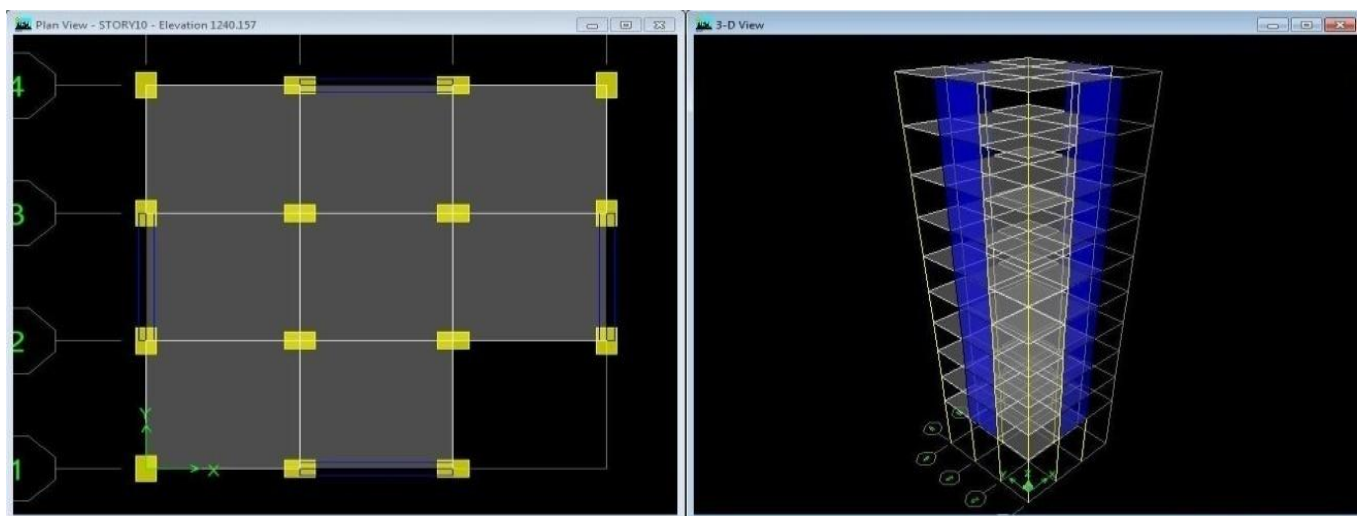 Plan View - STORY10 - Elevation 1240.157
3-D View
4
3
2
1
Y
X
Y
Z
X